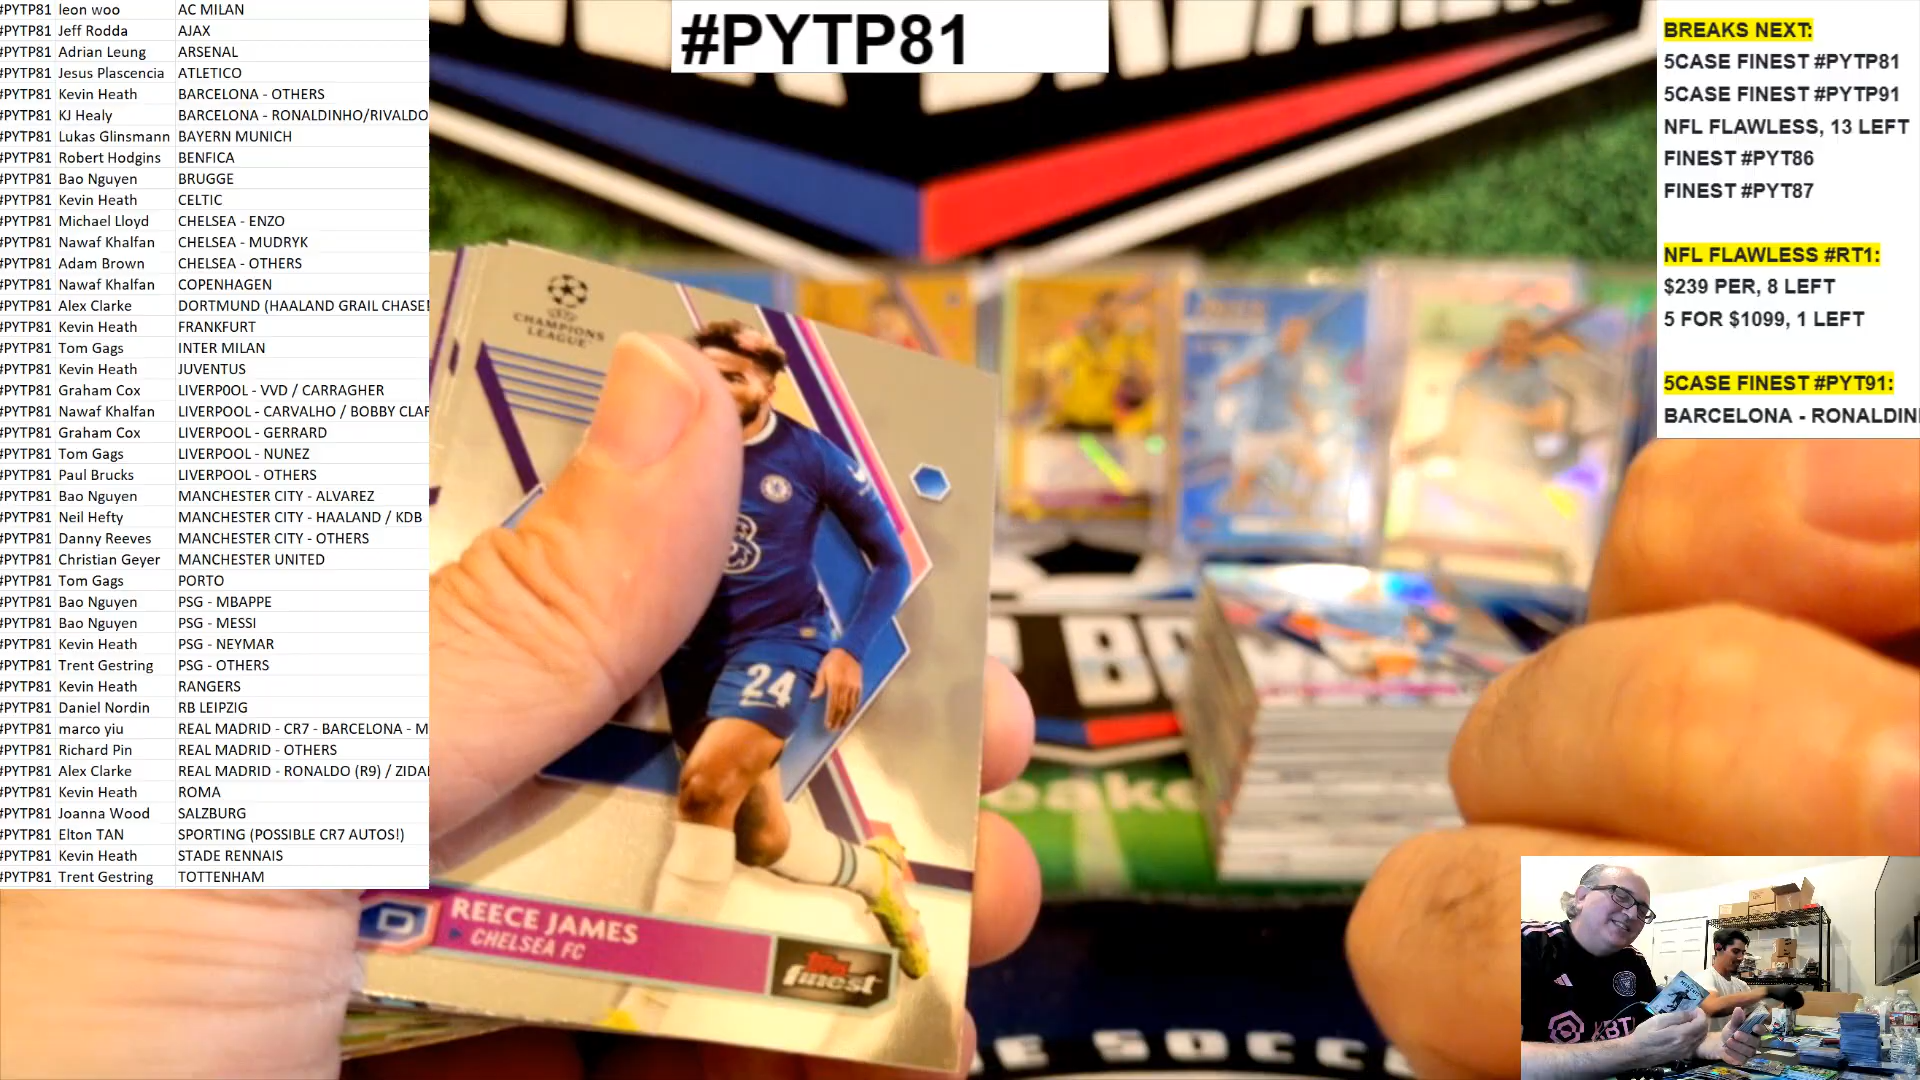 #PYTP81 leon woo AC MILAN
#PYTP81 Jeff Rodda AJAX
#PYTP81 Adrian Leung ARSENAL
#PYTP81 Jesus Plascencia ATLETICO
#PYTP81 Kevin Heath BARCELONA - OTHERS
#PYTP81 KJ Healy BARCELONA - RONALDINHO/RIVALDO
#PYTP81 Lukas Glinsmann BAYERN MUNICH
#PYTP81 Robert Hodgins BENFICA
#PYTP81 Bao Nguyen BRUGGE
#PYTP81 Kevin Heath CELTIC
#PYTP81 Michael Lloyd CHELSEA - ENZO
#PYTP81 Nawaf Khalfan CHELSEA - MUDRYK
#PYTP81 Adam Brown CHELSEA - OTHERS
#PYTP81 Nawaf Khalfan COPENHAGEN
#PYTP81 Alex Clarke DORTMUND (HAALAND GRAIL CHASE!
#PYTP81 Kevin Heath FRANKFURT
#PYTP81 Tom Gags INTER MILAN
#PYTP81 Kevin Heath JUVENTUS
#PYTP81 Graham Cox LIVERPOOL - VVD / CARRAGHER
#PYTP81 Nawaf Khalfan LIVERPOOL - CARVALHO / BOBBY CLAR
#PYTP81 Graham Cox LIVERPOOL - GERRARD
#PYTP81 Tom Gags LIVERPOOL - NUNEZ
#PYTP81 Paul Brucks LIVERPOOL - OTHERS
#PYTP81 Bao Nguyen MANCHESTER CITY - ALVAREZ
#PYTP81 Neil Hefty MANCHESTER CITY - HAALAND / KDB
#PYTP81 Danny Reeves MANCHESTER CITY - OTHERS
#PYTP81 Christian Geyer MANCHESTER UNITED
#PYTP81 Tom Gags PORTO
#PYTP81 Bao Nguyen PSG - MBAPPE
#PYTP81 Bao Nguyen PSG - MESSI
#PYTP81 Kevin Heath PSG - NEYMAR
#PYTP81 Trent Gestring PSG - OTHERS
#PYTP81 Kevin Heath RANGERS
#PYTP81 Daniel Nordin RB LEIPZIG
#PYTP81 marco yiu REAL MADRID - CR7 - BARCELONA - M
#PYTP81 Richard Pin REAL MADRID - OTHERS
#PYTP81 Alex Clarke REAL MADRID - RONALDO (R9) / ZIDA
#PYTP81 Kevin Heath ROMA
#PYTP81 Joanna Wood SALZBURG
#PYTP81 Elton TAN SPORTING (POSSIBLE CR7 AUTOS!)
#PYTP81 Kevin Heath STADE RENNAIS
#PYTP81 Trent Gestring TOTTENHAM
#PYTP81
BREAKS NEXT:
5CASE FINEST #PYTP81
5CASE FINEST #PYTP91
NFL FLAWLESS, 13 LEFT
FINEST #PYT86
FINEST #PYT87
NFL FLAWLESS #RT1:
$239 PER, 8 LEFT
5 FOR $1099, 1 LEFT
5CASE FINEST #PYT91:
BARCELONA - RONALDIN
CHAMPIONS
LEAGUE
24
D
REECE JAMES
CHELSEA FC
Topps
finest
E SOCC